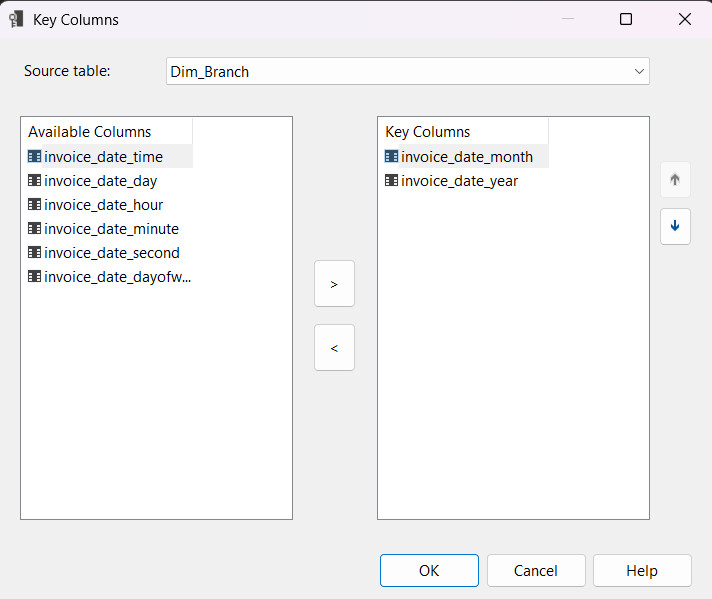 Key Columns
Source table:
Dim_Branch
Available Columns
invoice_date_time
invoice_date_day
invoice_date_hour
invoice_date_minute
invoice_date_second
invoice_date_dayofw...
>
<
Key Columns
invoice_date_month
invoice_date_year
OK
Cancel
Help